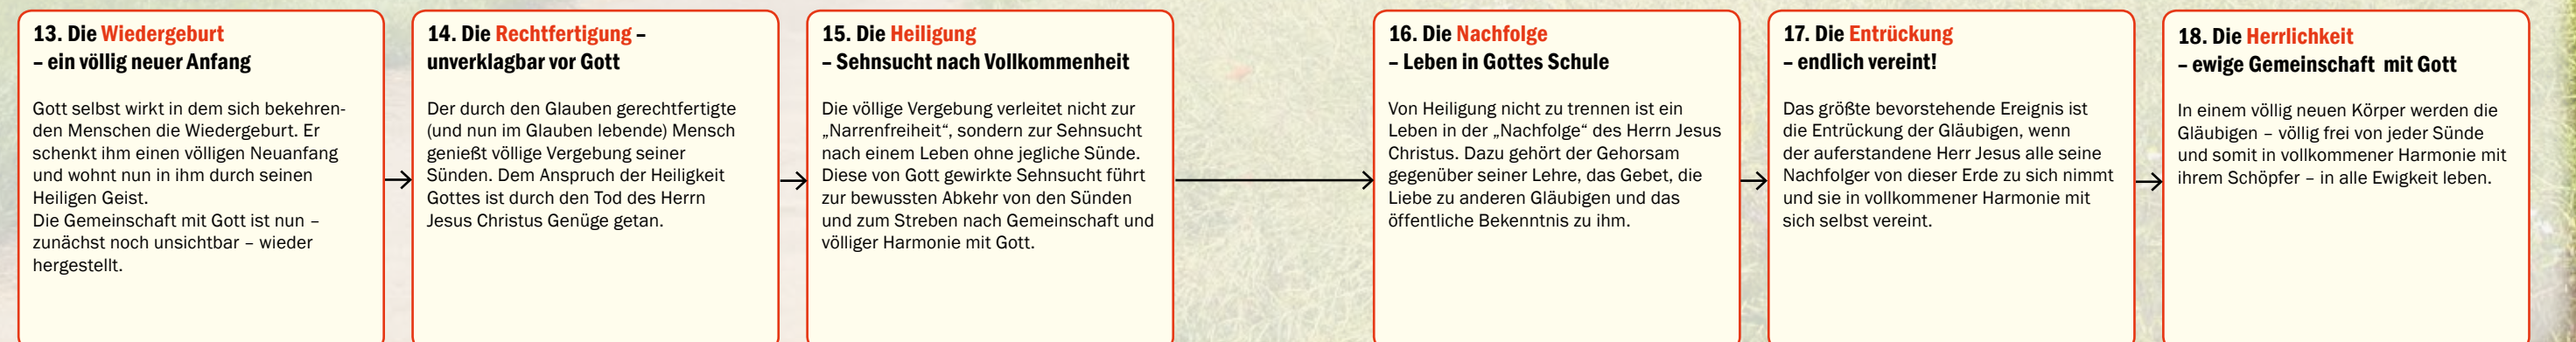 13. Die Wiedergeburt
– ein völlig neuer Anfang
Gott selbst wirkt in dem sich bekehren-
den Menschen die Wiedergeburt. Er
schenkt ihm einen völligen Neuanfang
und wohnt nun in ihm durch seinen
Heiligen Geist.
Die Gemeinschaft mit Gott ist nun –
zunächst noch unsichtbar – wieder
hergestellt.
14. Die Rechtfertigung –
unverklagbar vor Gott
Der durch den Glauben gerechtfertigte
(und nun im Glauben lebende) Mensch
genießt völlige Vergebung seiner
Sünden. Dem Anspruch der Heiligkeit
Gottes ist durch den Tod des Herrn
Jesus Christus Genüge getan.
15. Die Heiligung
– Sehnsucht nach Vollkommenheit
Die völlige Vergebung verleitet nicht zur
„Narrenfreiheit“, sondern zur Sehnsucht
nach einem Leben ohne jegliche Sünde.
Diese von Gott gewirkte Sehnsucht führt
zur bewussten Abkehr von den Sünden
und zum Streben nach Gemeinschaft und
völliger Harmonie mit Gott.
16. Die Nachfolge
– Leben in Gottes Schule
Von Heiligung nicht zu trennen ist ein
Leben in der „Nachfolge“ des Herrn Jesus
Christus. Dazu gehört der Gehorsam
gegenüber seiner Lehre, das Gebet, die
Liebe zu anderen Gläubigen und das
öffentliche Bekenntnis zu ihm.
17. Die Entrückung
– endlich vereint!
Das größte bevorstehende Ereignis ist
die Entrückung der Gläubigen, wenn
der auferstandene Herr Jesus alle seine
Nachfolger von dieser Erde zu sich nimmt
und sie in vollkommener Harmonie mit
sich selbst vereint.
18. Die Herrlichkeit
– ewige Gemeinschaft mit Gott
In einem völlig neuen Körper werden die
Gläubigen – völlig frei von jeder Sünde
und somit in vollkommener Harmonie mit
ihrem Schöpfer – in alle Ewigkeit leben.